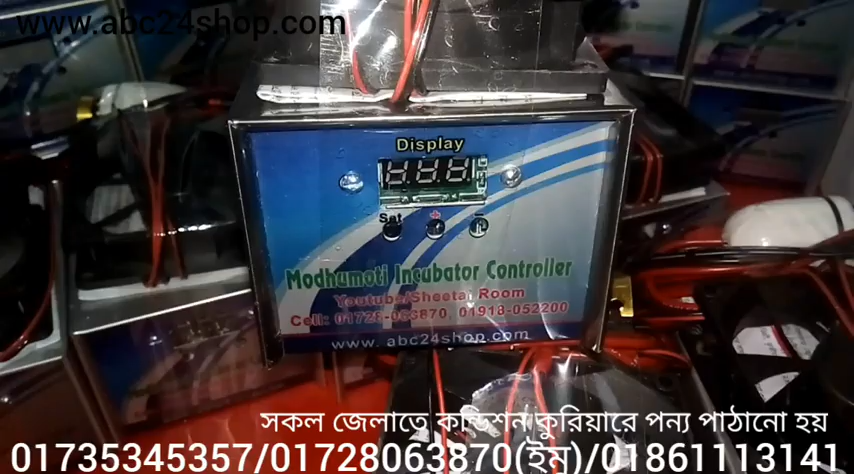 www.abc24shop.com
Display
Set + -
Modhumoti Incubator Controller
Youtube/Sheetal Room
Cell: 01728-063870, 01918-052200
www.abc24shop.com
সকল জেলাতে কন্ডিশন কুরিয়ারে পন্য পাঠানো হয়
01735345357/01728063870(ইমু)/01861113141